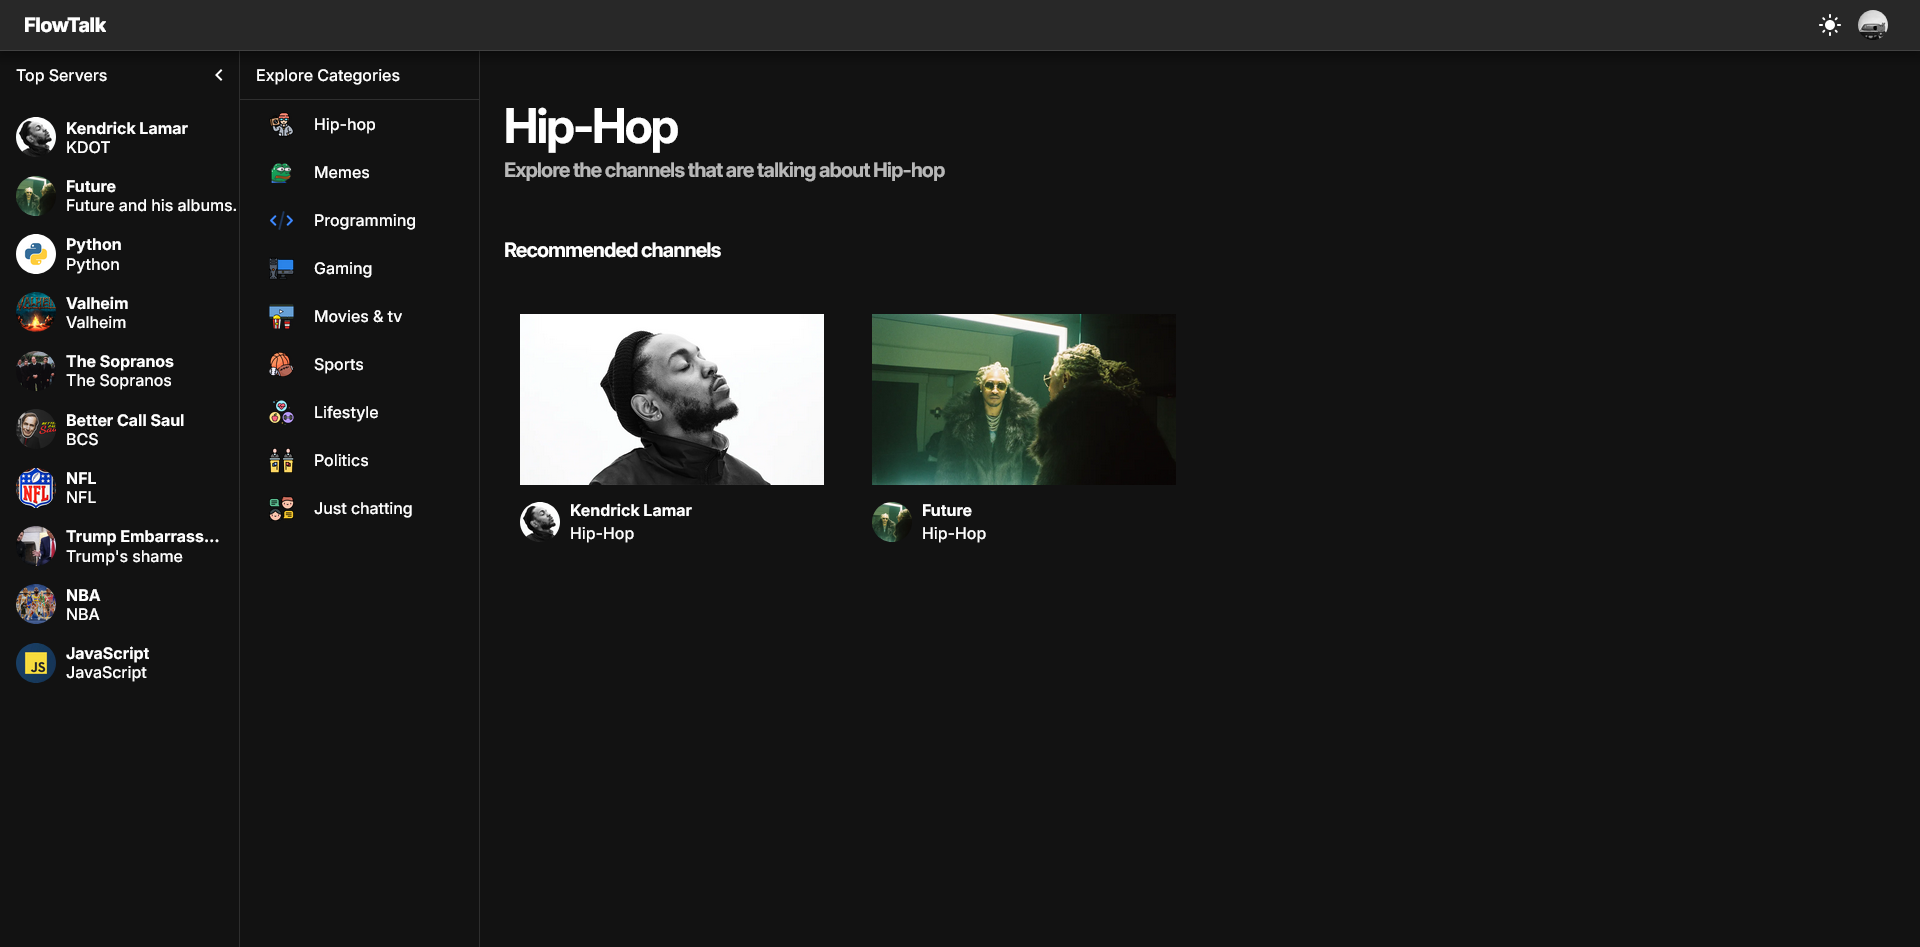 FlowTalk
Top Servers
Kendrick Lamar
KDOT
Future
Future and his albums.
Python
Python
Valheim
Valheim
The Sopranos
The Sopranos
Better Call Saul
BCS
NFL
NFL
NFL
Trump Embarrass...
Trump's shame
NBA
NBA
JS
JavaScript
JavaScript
Explore Categories
Hip-hop
Memes
</>
Programming
Gaming
Movies & tv
Sports
Lifestyle
Politics
Just chatting
Hip-Hop
Explore the channels that are talking about Hip-hop
Recommended channels
Kendrick Lamar
Hip-Hop
Future
Hip-Hop